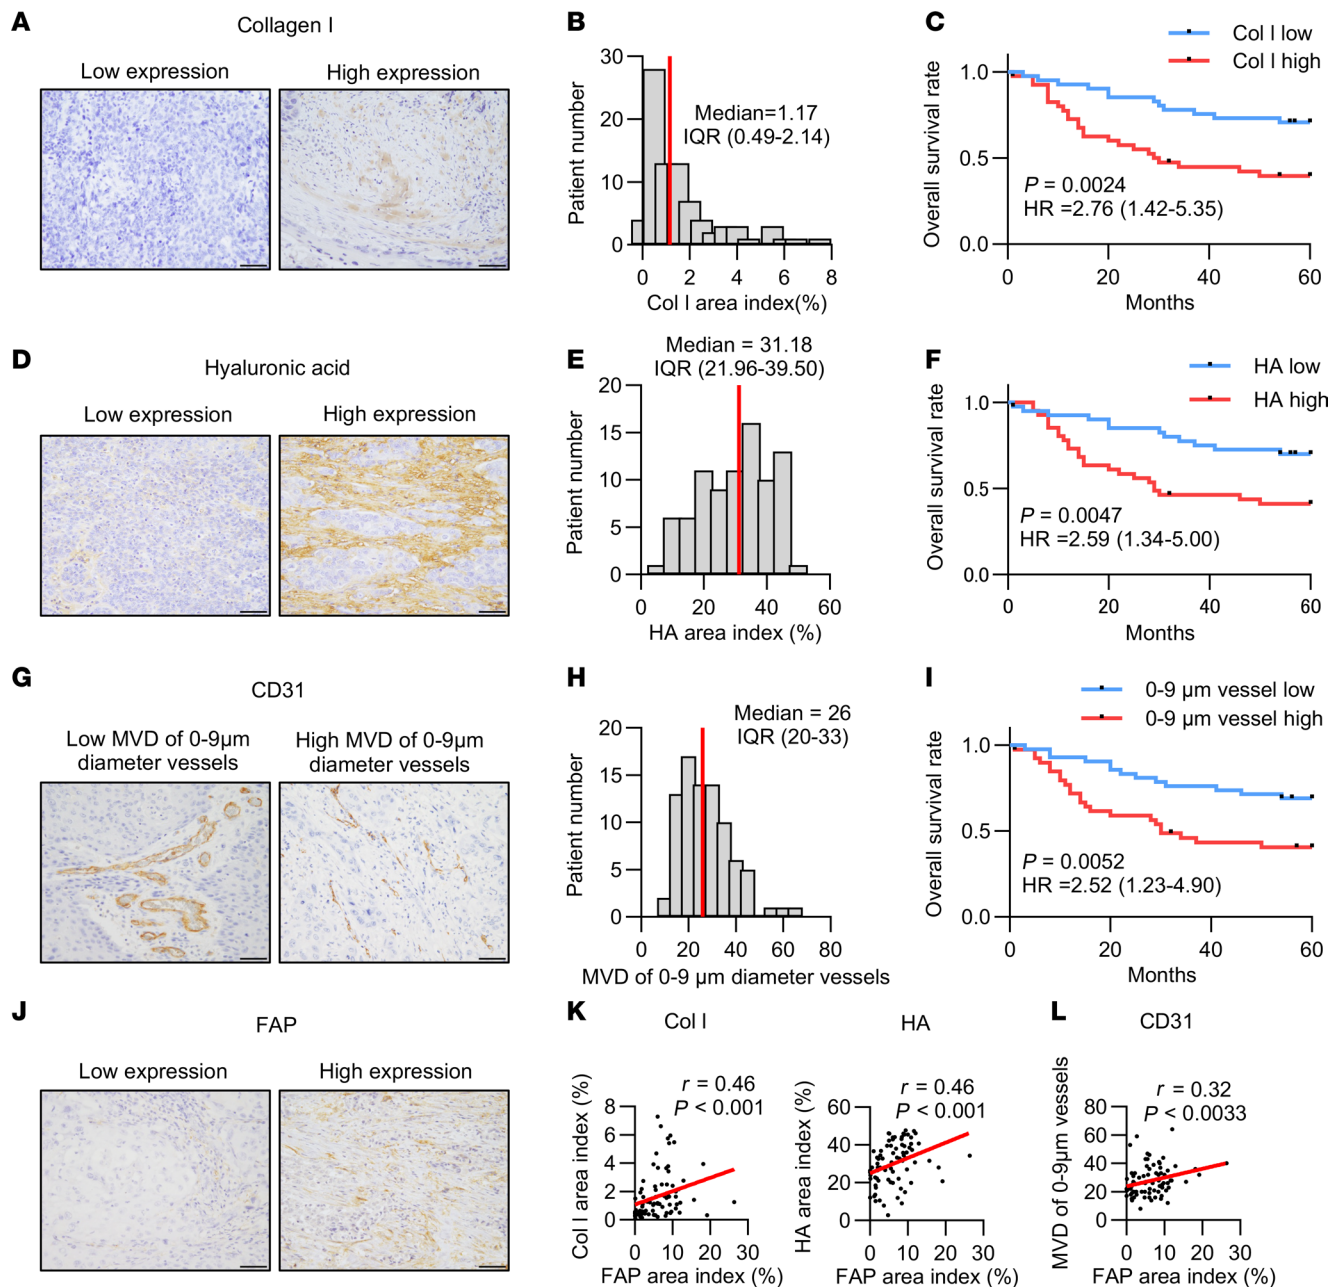 A
Collagen I
Low expression
High expression
B
Median=1.17
IQR (0.49-2.14)
Patient number
30
20
10
0
0 2 4 6 8
Col I area index(%)
C
Col I low
Col I high
Overall survival rate
1.0
0.5
0.0
P = 0.0024
HR =2.76 (1.42-5.35)
0 20 40 60
Months
D
Hyaluronic acid
Low expression
High expression
E
Median = 31.18
IQR (21.96-39.50)
Patient number
20
15
10
5
0
0 20 40 60
HA area index (%)
F
HA low
HA high
Overall survival rate
1.0
0.5
0.0
P = 0.0047
HR =2.59 (1.34-5.00)
0 20 40 60
Months
G
CD31
Low MVD of 0-9µm
diameter vessels
High MVD of 0-9µm
diameter vessels
H
Median = 26
IQR (20-33)
Patient number
20
15
10
5
0
0 20 40 60 80
MVD of 0-9 µm diameter vessels
I
0-9 µm vessel low
0-9 µm vessel high
Overall survival rate
1.0
0.5
0.0
P = 0.0052
HR =2.52 (1.23-4.90)
0 20 40 60
Months
J
FAP
Low expression
High expression
K
Col I
r = 0.46
P < 0.001
Col I area index (%)
8
6
4
2
0
0 10 20 30
FAP area index (%)
HA
r = 0.46
P < 0.001
HA area index (%)
60
40
20
0
0 10 20 30
FAP area index (%)
L
CD31
r = 0.32
P < 0.0033
MVD of 0-9µm vessels
80
60
40
20
0
0 10 20 30
FAP area index (%)